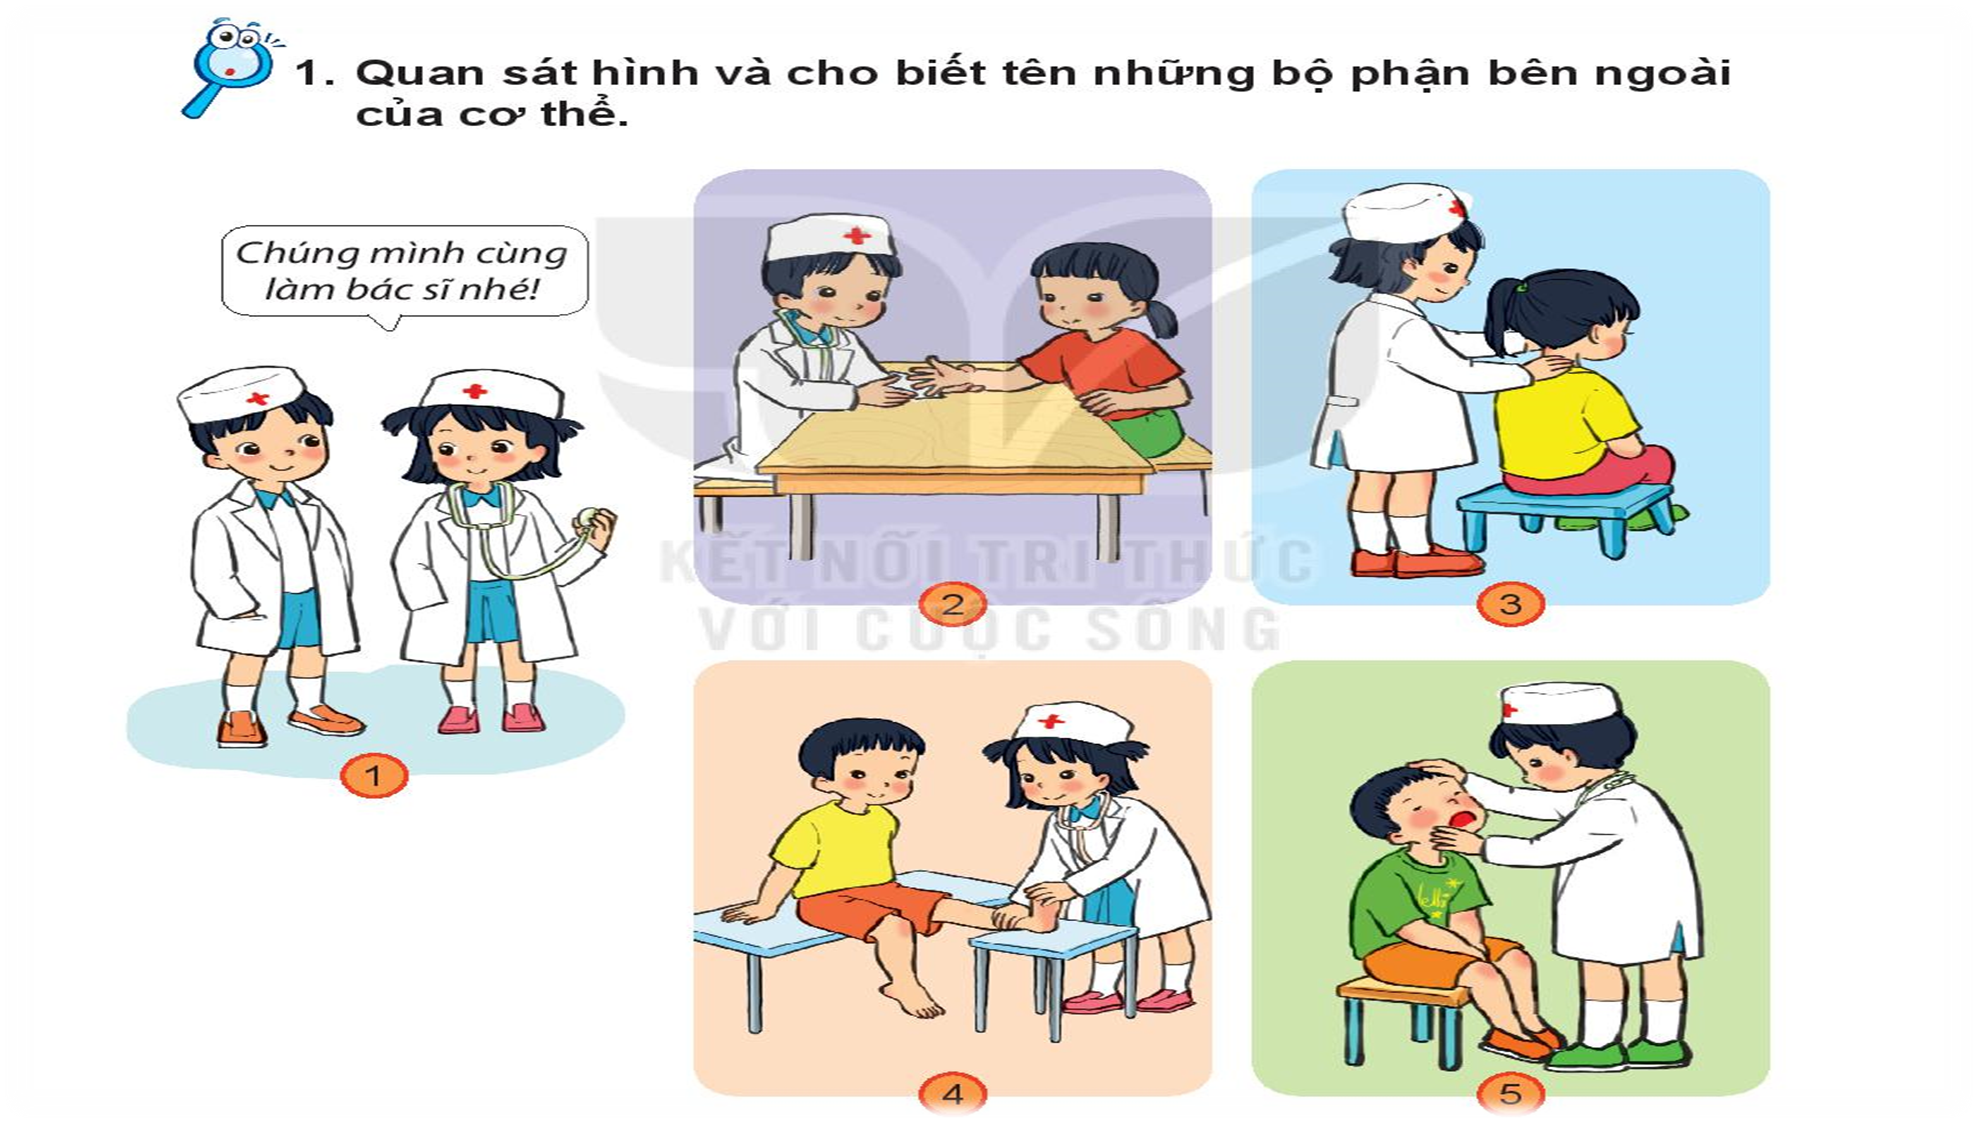 1. Quan sát hình và cho biết tên những bộ phận bên ngoài
của cơ thể.
Chúng mình cùng
làm bác sĩ nhé!
1
2
3
KẾT NỐI TRI THỨC
VỚI CUỘC SỐNG
Hello
4
5